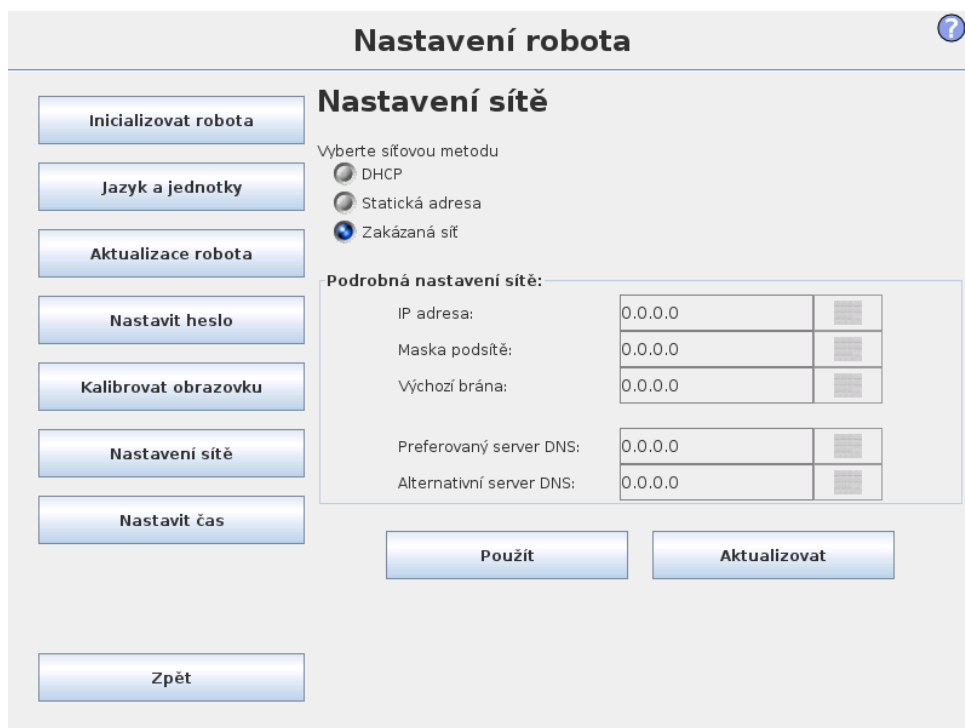 Nastavení robota
?
Inicializovat robota
Jazyk a jednotky
Aktualizace robota
Nastavit heslo
Kalibrovat obrazovku
Nastavení sítě
Nastavit čas
Zpět
Nastavení sítě
Vyberte síťovou metodu
DHCP
Statická adresa
Zakázaná síť
Podrobná nastavení sítě:
IP adresa: 0.0.0.0
Maska podsítě: 0.0.0.0
Výchozí brána: 0.0.0.0
Preferovaný server DNS: 0.0.0.0
Alternativní server DNS: 0.0.0.0
Použít Aktualizovat